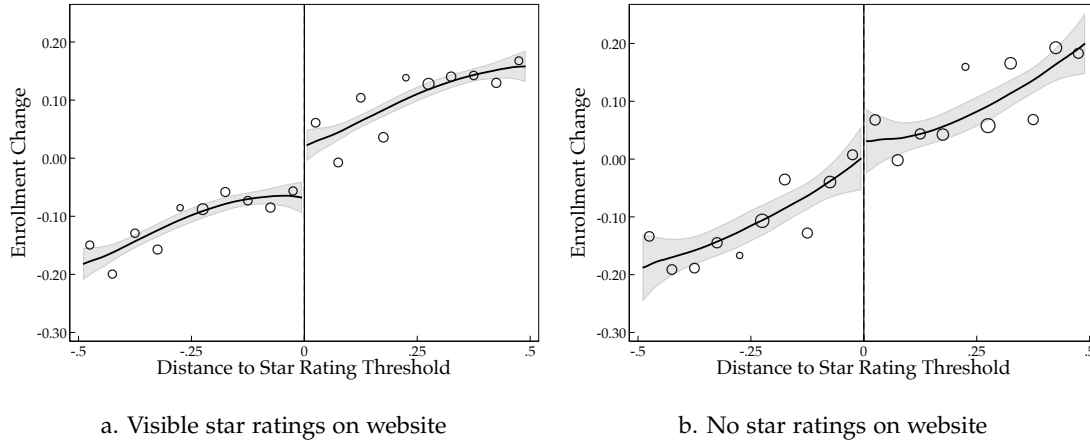 0.20
0.10
0.00
-0.10
-0.20
-0.30
Enrollment Change
-.5 -.25 0 .25 .5
Distance to Star Rating Threshold
a. Visible star ratings on website
0.20
0.10
0.00
-0.10
-0.20
-0.30
Enrollment Change
-.5 -.25 0 .25 .5
Distance to Star Rating Threshold
b. No star ratings on website